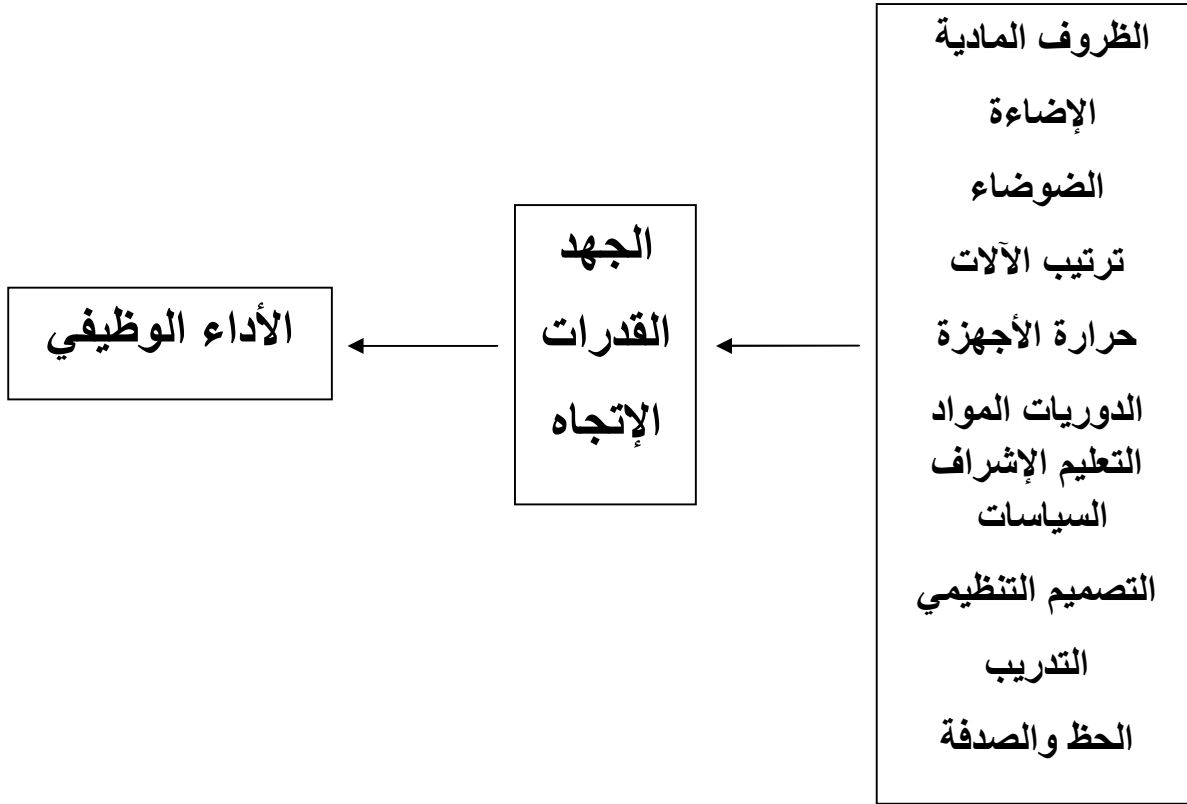 الظروف المادية
الإضاءة
الضوضاء
ترتيب الآلات
حرارة الأجهزة
الدوريات المواد
التعليم الإشراف
السياسات
التصميم التنظيمي
التدريب
الحظ والصدفة
الجهد
القدرات
الإتجاه
الأداء الوظيفي